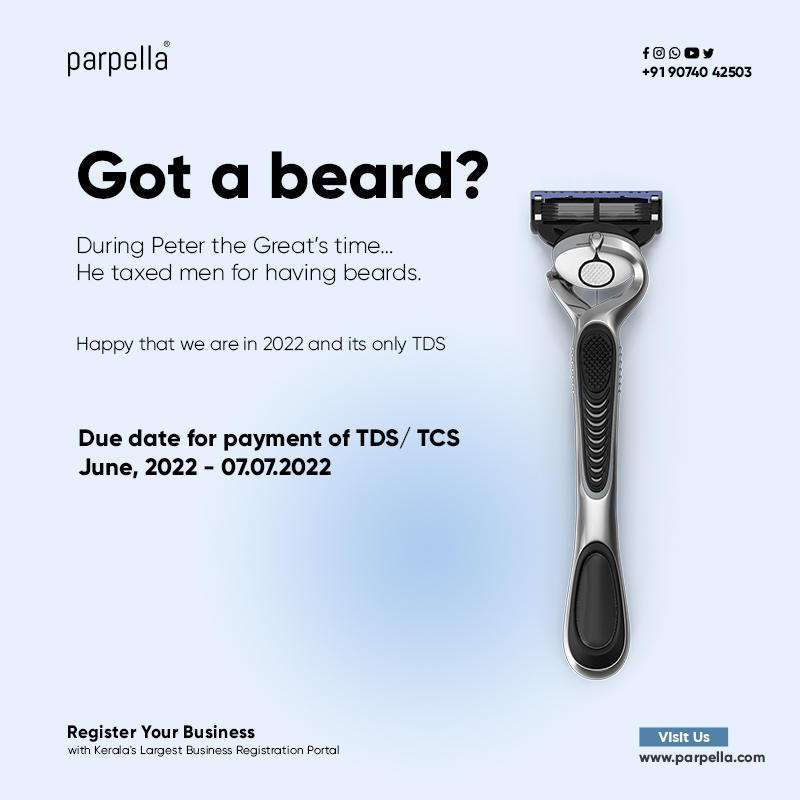 parpella®
+91 90740 42503
Got a beard?
During Peter the Great's time...
He taxed men for having beards.
Happy that we are in 2022 and its only TDS
Due date for payment of TDS/ TCS
June, 2022 - 07.07.2022
Register Your Business
with Kerala's Largest Business Registration Portal
Visit Us
www.parpella.com